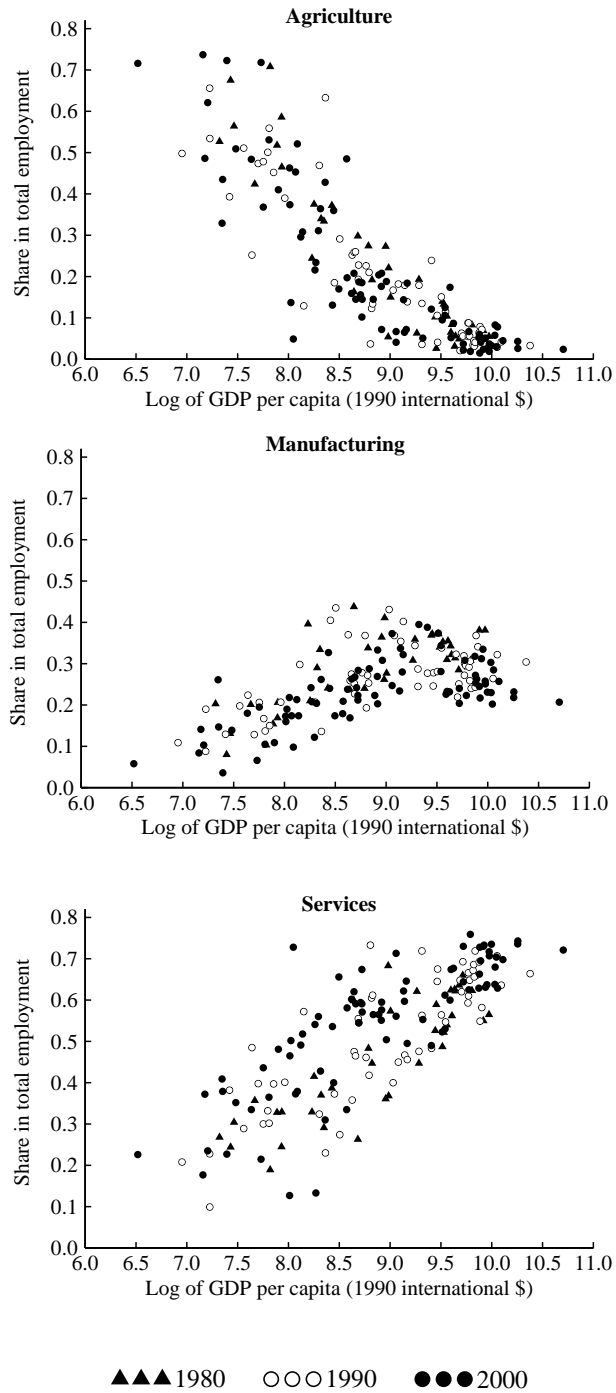 Agriculture
Share in total employment
0.8
0.7
0.6
0.5
0.4
0.3
0.2
0.1
0.0
6.0 6.5 7.0 7.5 8.0 8.5 9.0 9.5 10.0 10.5 11.0
Log of GDP per capita (1990 international $)
Manufacturing
Share in total employment
0.8
0.7
0.6
0.5
0.4
0.3
0.2
0.1
0.0
6.0 6.5 7.0 7.5 8.0 8.5 9.0 9.5 10.0 10.5 11.0
Log of GDP per capita (1990 international $)
Services
Share in total employment
0.8
0.7
0.6
0.5
0.4
0.3
0.2
0.1
0.0
6.0 6.5 7.0 7.5 8.0 8.5 9.0 9.5 10.0 10.5 11.0
Log of GDP per capita (1990 international $)
1980 1990 2000